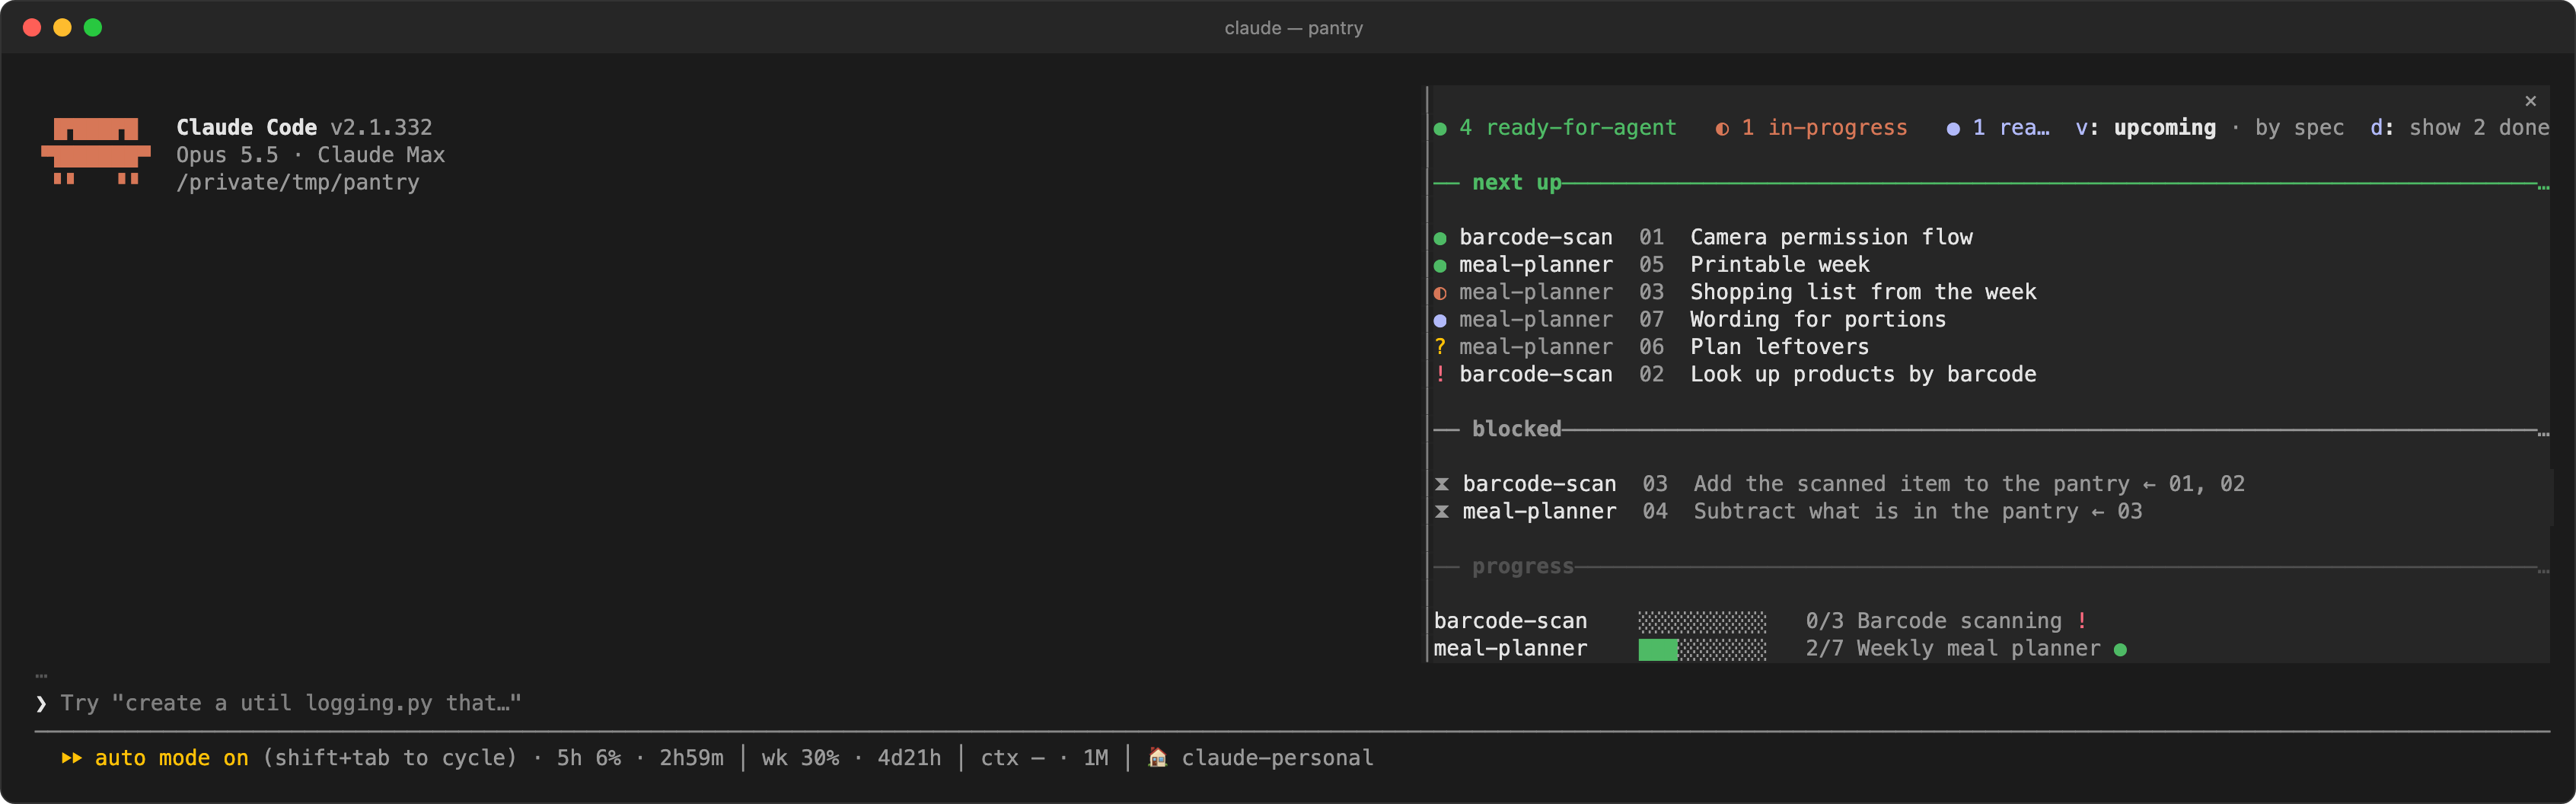 claude — pantry
Claude Code v2.1.332
Opus 5.5 · Claude Max
/private/tmp/pantry
×
● 4 ready-for-agent ◐ 1 in-progress ● 1 rea… v: upcoming · by spec d: show 2 done
── next up ──…
● barcode-scan 01 Camera permission flow
● meal-planner 05 Printable week
◐ meal-planner 03 Shopping list from the week
● meal-planner 07 Wording for portions
? meal-planner 06 Plan leftovers
! barcode-scan 02 Look up products by barcode
── blocked ──…
⧗ barcode-scan 03 Add the scanned item to the pantry ← 01, 02
⧗ meal-planner 04 Subtract what is in the pantry ← 03
── progress ──…
barcode-scan ░░░░░░░░░░ 0/3 Barcode scanning !
meal-planner ███░░░░░░░ 2/7 Weekly meal planner ●
…
❯ Try "create a util logging.py that…"
⏵⏵ auto mode on (shift+tab to cycle) · 5h 6% · 2h59m │ wk 30% · 4d21h │ ctx — · 1M │ 🏠 claude-personal